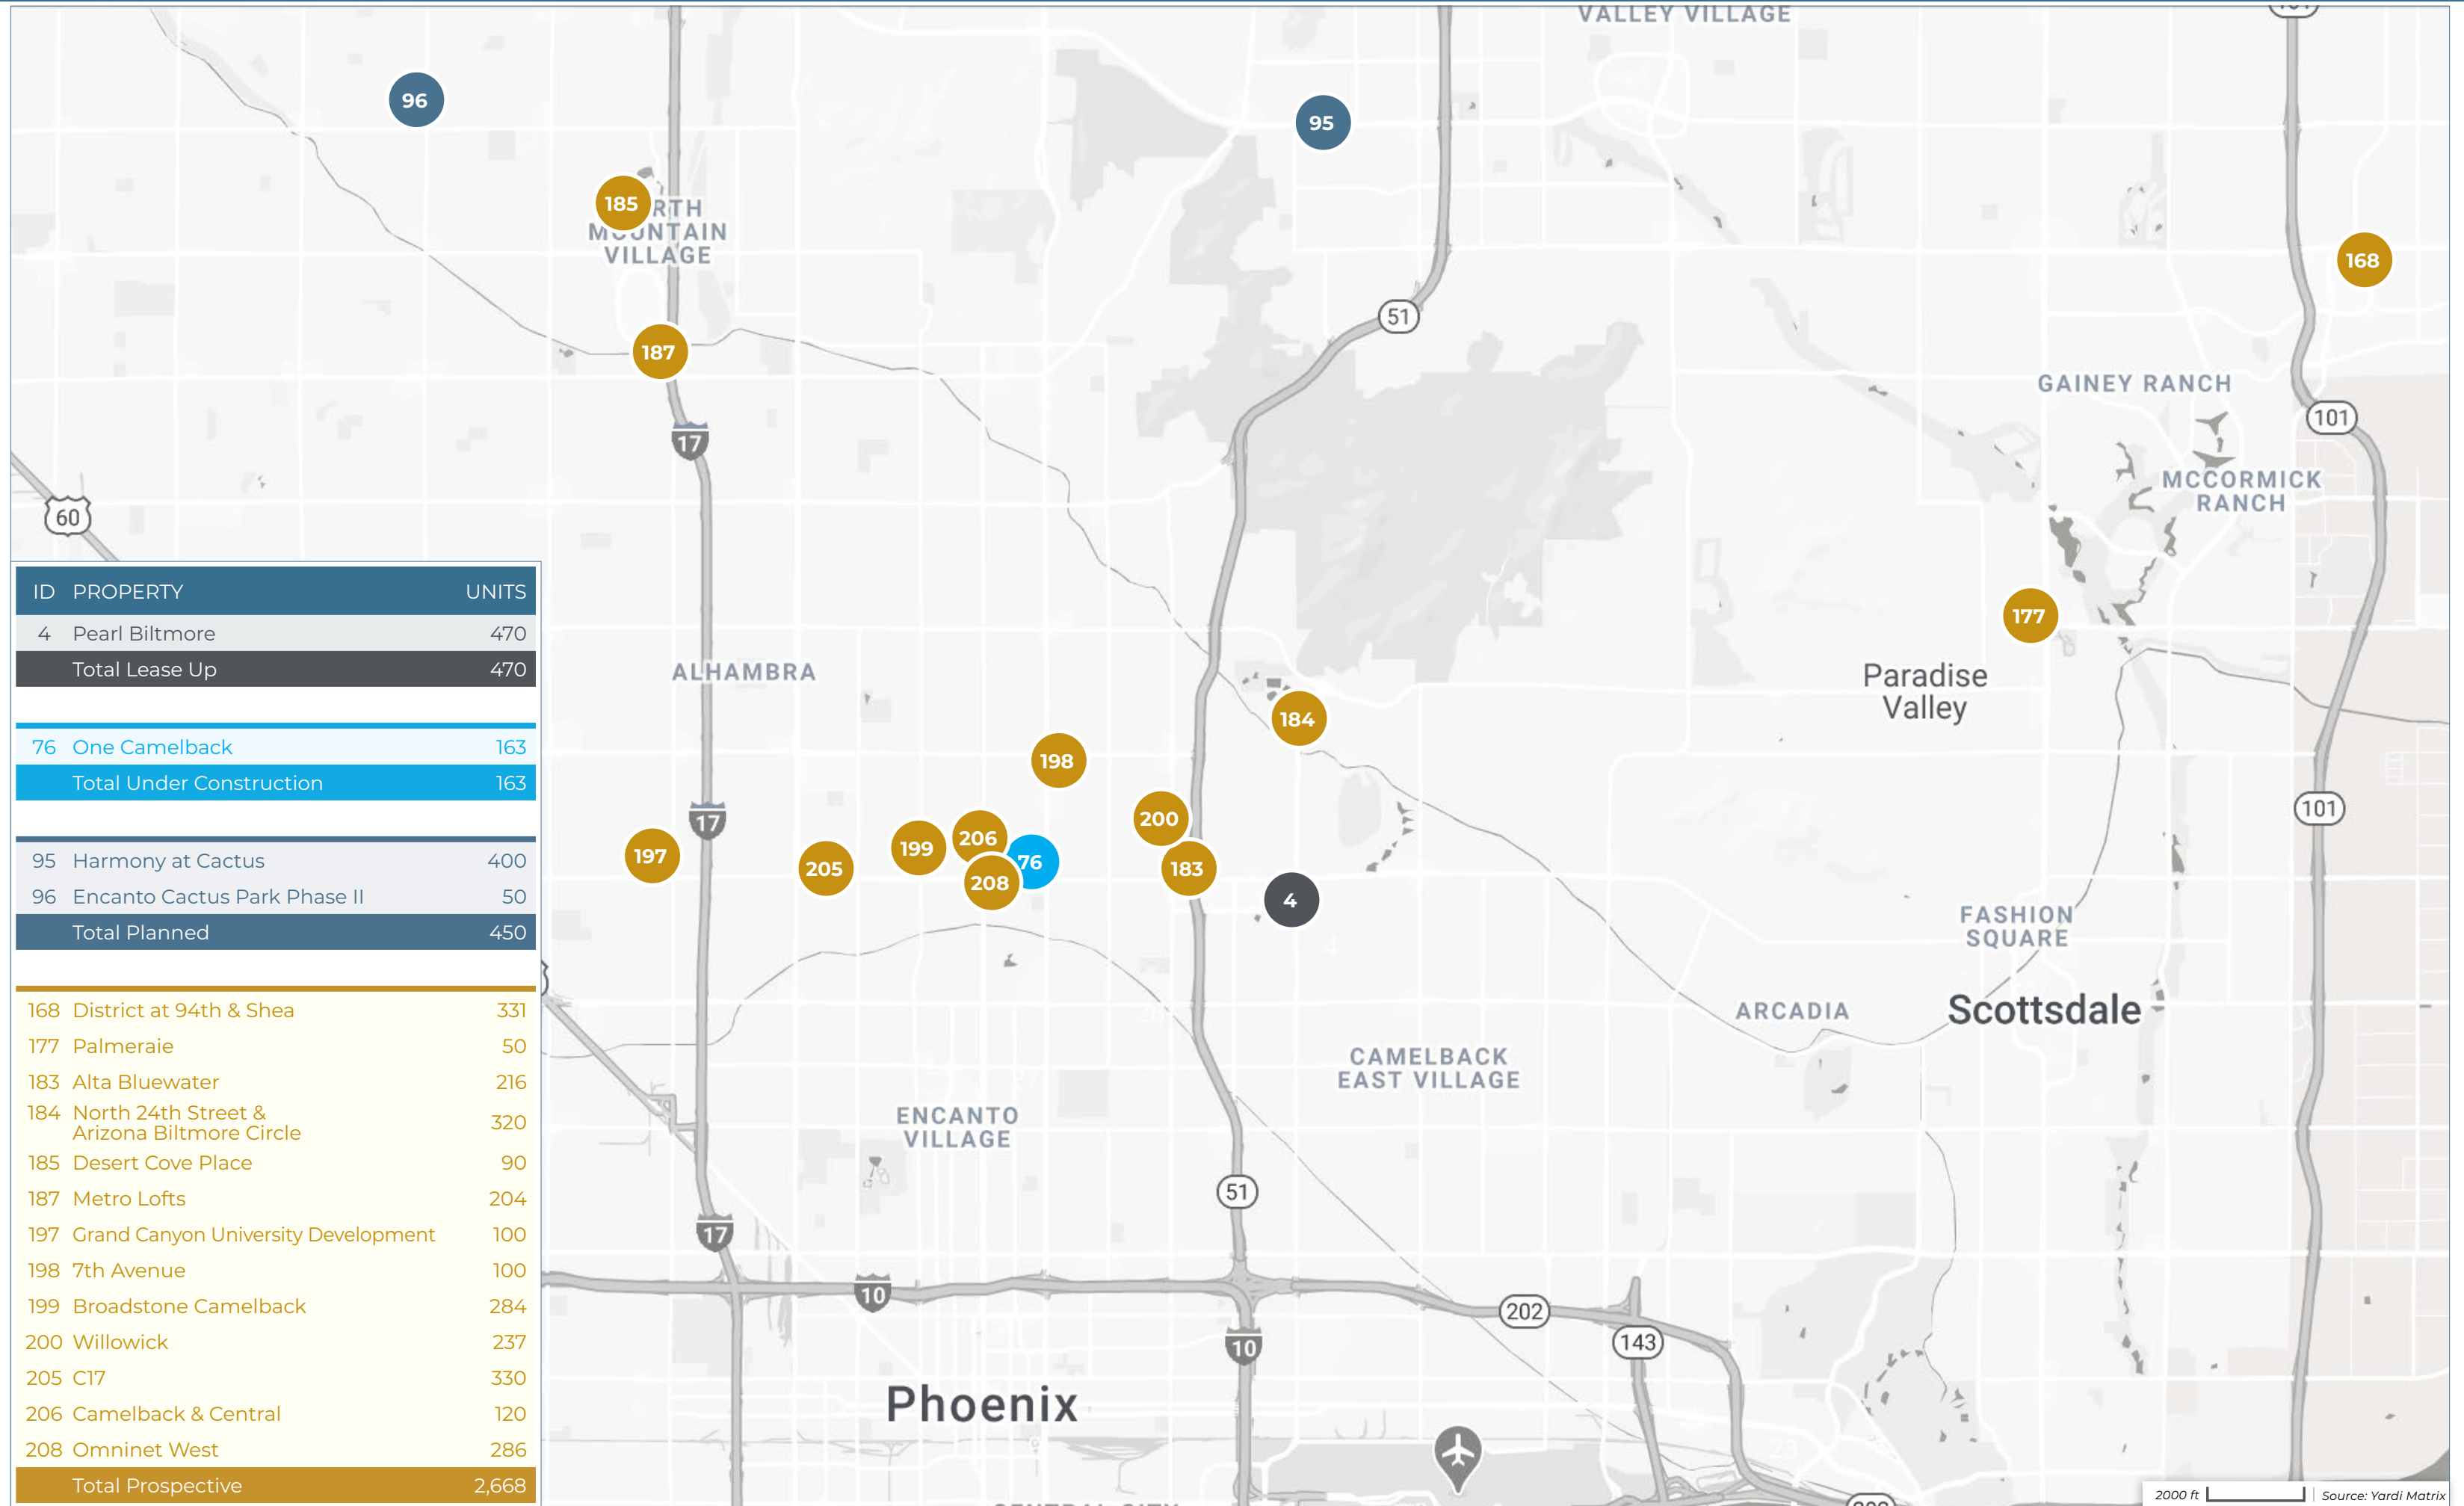 VALLEY VILLAGE
96
95
185
RTH
MOUNTAIN
VILLAGE
168
51
187
GAINEY RANCH
101
17
MCCORMICK
RANCH
60
ID PROPERTY UNITS
4 Pearl Biltmore 470
Total Lease Up 470
76 One Camelback 163
Total Under Construction 163
95 Harmony at Cactus 400
96 Encanto Cactus Park Phase II 50
Total Planned 450
168 District at 94th & Shea 331
177 Palmeraie 50
183 Alta Bluewater 216
184 North 24th Street &
Arizona Biltmore Circle 320
185 Desert Cove Place 90
187 Metro Lofts 204
197 Grand Canyon University Development 100
198 7th Avenue 100
199 Broadstone Camelback 284
200 Willowick 237
205 C17 330
206 Camelback & Central 120
208 Omninet West 286
Total Prospective 2,668
177
ALHAMBRA
Paradise
Valley
184
198
17
200
101
197
205
199
206
76
208
183
4
4
FASHION
SQUARE
ARCADIA
Scottsdale
CAMELBACK
EAST VILLAGE
ENCANTO
VILLAGE
51
17
10
202
10
143
Phoenix
2000 ft
Source: Yardi Matrix